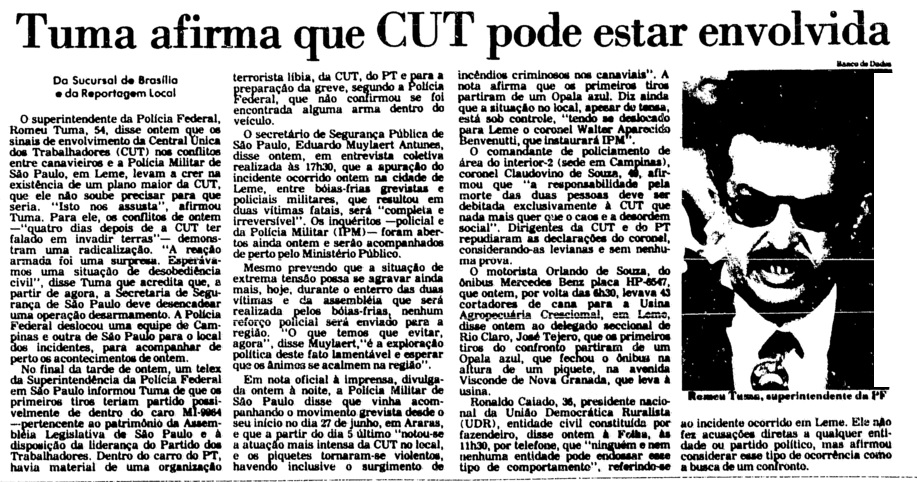 Tuma afirma que CUT pode estar envolvida
Banco de Dados
Da Sucursal de Brasília
e da Reportagem Local
O superintendente da Polícia Federal,
Romeu Tuma, 54, disse ontem que os
sinais de envolvimento da Central Única
dos Trabalhadores (CUT) nos conflitos
entre canavieiros e a Polícia Militar de
São Paulo, em Leme, levam a crer na
existência de um plano maior da CUT,
que ele não soube precisar para que
seria. "Isto nos assusta", afirmou
Tuma. Para ele, os conflitos de ontem
—"quatro dias depois de a CUT ter
falado em invadir terras"— demons-
tram uma radicalização. "A reação
armada foi uma surpresa. Esperáva-
mos uma situação de desobediência
civil", disse Tuma que acredita que, a
partir de agora, a Secretaria de Segu-
rança de São Paulo deve desencadear
uma operação desarmamento. A Polícia
Federal deslocou uma equipe de Cam-
pinas e outra de São Paulo para o local
dos incidentes, para acompanhar de
perto os acontecimentos de ontem.
No final da tarde de ontem, um telex
da Superintendência da Polícia Federal
em São Paulo informou Tuma de que os
primeiros tiros teriam partido possi-
velmente de dentro do carro MI-9964
—pertencente ao patrimônio da Assem-
bléia Legislativa de São Paulo e à
disposição da liderança do Partido dos
Trabalhadores. Dentro do carro do PT,
havia material de uma organização
terrorista líbia, da CUT, do PT e para a
preparação da greve, segundo a Polícia
Federal, que não confirmou se foi
encontrada alguma arma dentro do
veículo.
O secretário de Segurança Pública de
São Paulo, Eduardo Muylaert Antunes,
disse ontem, em entrevista coletiva
realizada às 17h30, que a apuração do
incidente ocorrido ontem na cidade de
Leme, entre bóias-frias grevistas e
policiais militares, que resultou em
duas vítimas fatais, será "completa e
irreversível". Os inquéritos —policial e
da Polícia Militar (IPM)— foram aber-
tos ainda ontem e serão acompanhados
de perto pelo Ministério Público.
Mesmo prevendo que a situação de
extrema tensão possa se agravar ainda
mais, hoje, durante o enterro das duas
vítimas e da assembléia que será
realizada pelos bóias-frias, nenhum
reforço policial será enviado para a
região. "O que temos que evitar,
agora", disse Muylaert,"é a exploração
política deste fato lamentável e esperar
que os ânimos se acalmem na região".
Em nota oficial à imprensa, divulga-
da ontem à noite, a Polícia Militar de
São Paulo disse que vinha acom-
panhando o movimento grevista desde o
seu início no dia 27 de junho, em Araras,
e que a partir do dia 5 último "notou-se
a atuação mais intensa da CUT no local,
e os piquetes tornaram-se violentos,
havendo inclusive o surgimento de
incêndios criminosos nos canaviais". A
nota afirma que os primeiros tiros
partiram de um Opala azul. Diz ainda
que a situação no local, apesar de tensa,
está sob controle, "tendo se deslocado
para Leme o coronel Walter Aparecido
Benvenutti, que instaurará IPM".
O comandante de policiamento de
área do interior-2 (sede em Campinas),
coronel Claudovino de Souza, afir-
mou que "a responsabilidade pela
morte das duas pessoas deve ser
debitada exclusivamente à CUT que
nada mais quer que o caos e a desordem
social". Dirigentes da CUT e do PT
repudiaram as declarações do coronel,
considerando-as levianas e sem nenhu-
ma prova.
O motorista Orlando de Souza, do
ônibus Mercedes Benz placa HP-8547,
que ontem, por volta das 6h30, levava 43
cortadores de cana para a Usina
Agropecuária Cresciomal, em Leme,
disse ontem ao delegado seccional de
Rio Claro, José Tejero, que os primeiros
tiros do confronto partiram de um
Opala azul, que fechou o ônibus na
altura de um piquete, na avenida
Visconde de Nova Granada, que leva à
usina.
Ronaldo Caiado, 36, presidente nacio-
nal da União Democrática Ruralista
(UDR), entidade civil constituída por
fazendeiro, disse ontem à Folha, às
11h30, por telefone, que "ninguém e nem
nenhuma entidade pode endossar esse
tipo de comportamento", referindo-se
Romeu Tuma, superintendente da PF
ao incidente ocorrido em Leme. Ele não
fez acusações diretas a qualquer enti-
dade ou partido político, mas afirmou
considerar esse tipo de ocorrência como
a busca de um confronto.